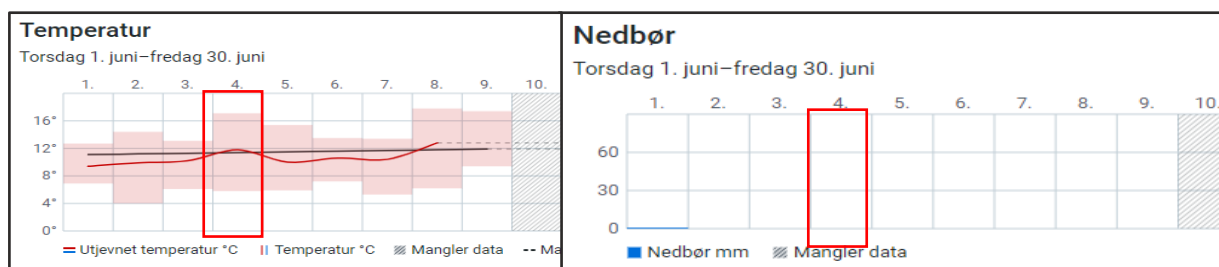 Temperatur
Torsdag 1. juni–fredag 30. juni
1. 2. 3. 4. 5. 6. 7. 8. 9. 10.
16°
12°
8°
4°
0°
Utjevnet temperatur °C Temperatur °C Mangler data Ma
Nedbør
Torsdag 1. juni–fredag 30. juni
1. 2. 3. 4. 5. 6. 7. 8. 9. 10.
60
30
0
Nedbør mm Mangler data